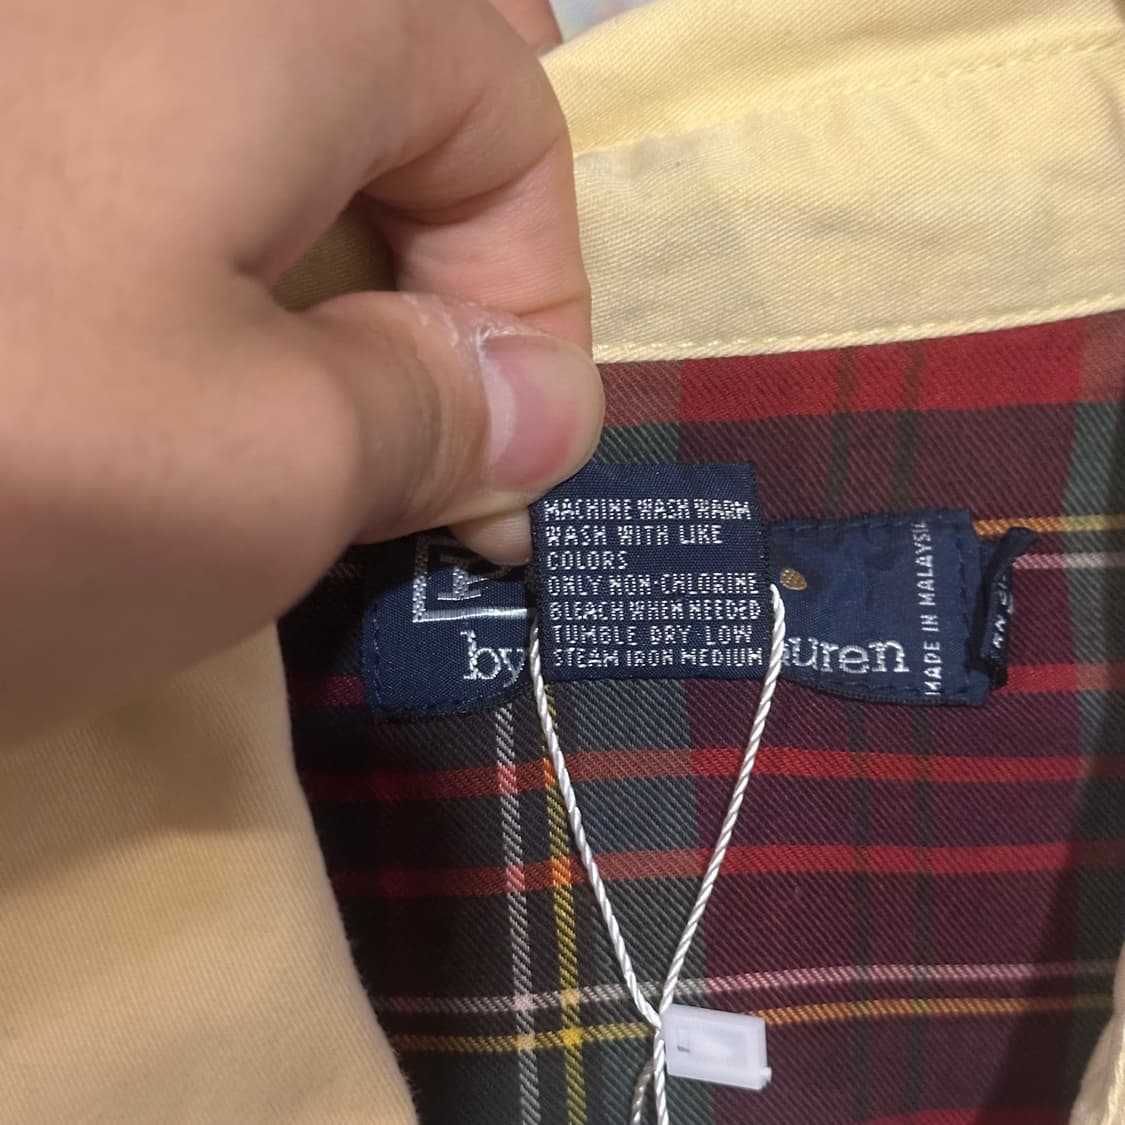 MACHINE WASH WARM
WASH WITH LIKE
COLORS
ONLY NON-CHLORINE
BLEACH WHEN NEEDED
TUMBLE DRY LOW
STEAM IRON MEDIUM
by
uren
MADE IN MALAYSIA